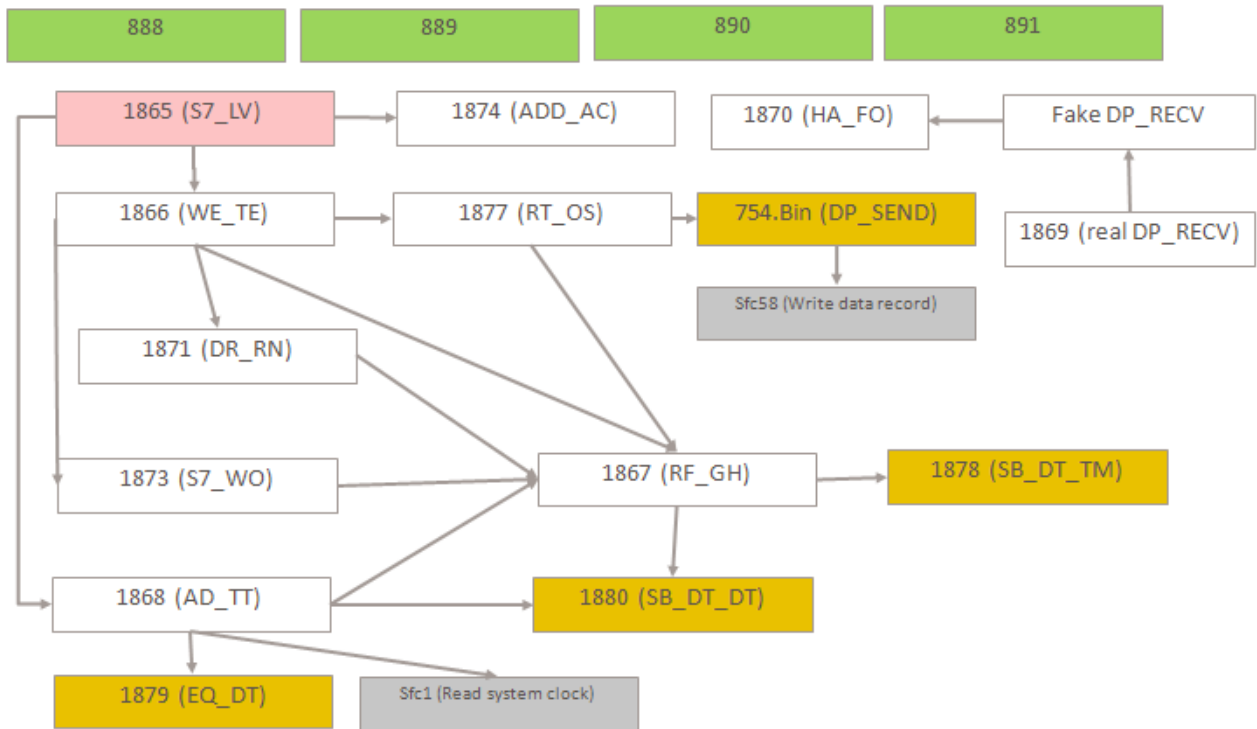 888
889
890
891
1865 (S7_LV)
1874 (ADD_AC)
1870 (HA_FO)
Fake DP_RECV
1866 (WE_TE)
1877 (RT_OS)
754.Bin (DP_SEND)
1869 (real DP_RECV)
Sfc58 (Write data record)
1871 (DR_RN)
1873 (S7_WO)
1867 (RF_GH)
1878 (SB_DT_TM)
1868 (AD_TT)
1880 (SB_DT_DT)
1879 (EQ_DT)
Sfc1 (Read system clock)